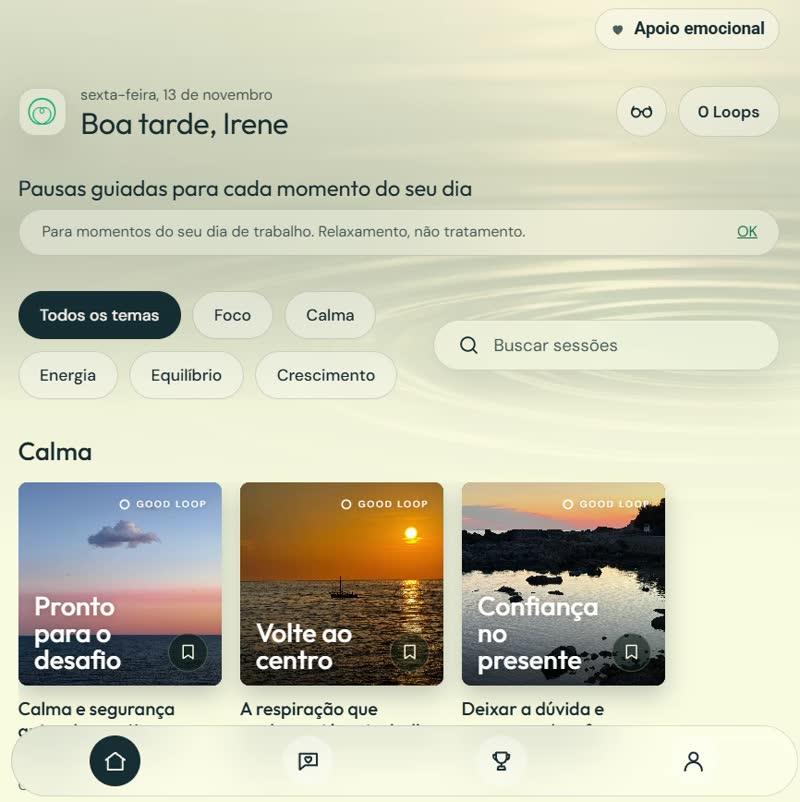 Apoio emocional
sexta-feira, 13 de novembro
Boa tarde, Irene
0 Loops
Pausas guiadas para cada momento do seu dia
Para momentos do seu dia de trabalho. Relaxamento, não tratamento.
OK
Todos os temas
Foco
Calma
Buscar sessões
Energia
Equilíbrio
Crescimento
Calma
GOOD LOOP
Pronto
para o
desafio
GOOD LOOP
Volte ao
centro
GOOD LOOP
Confiança
no
presente
Calma e segurança
A respiração que
Deixar a dúvida e